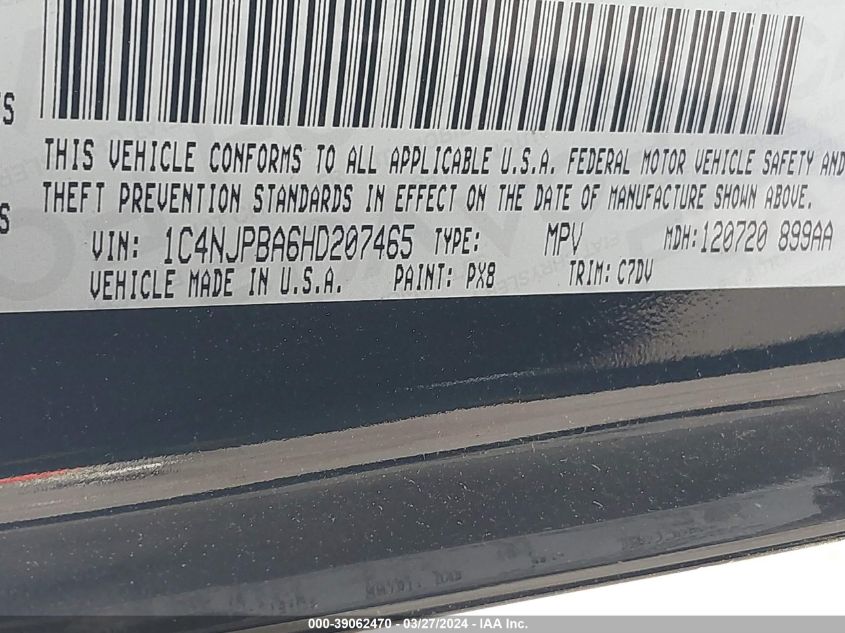 THIS VEHICLE CONFORMS TO ALL APPLICABLE U.S.A. FEDERAL MOTOR VEHICLE SAFETY AND
THEFT PREVENTION STANDARDS IN EFFECT ON THE DATE OF MANUFACTURE SHOWN ABOVE.
VIN: 1C4NJPBA6HD207465 TYPE: MPV MDH: 120720 899AA
VEHICLE MADE IN U.S.A. PAINT: PX8 TRIM: C7DV
000-39062470 - 03/27/2024 - IAA Inc.